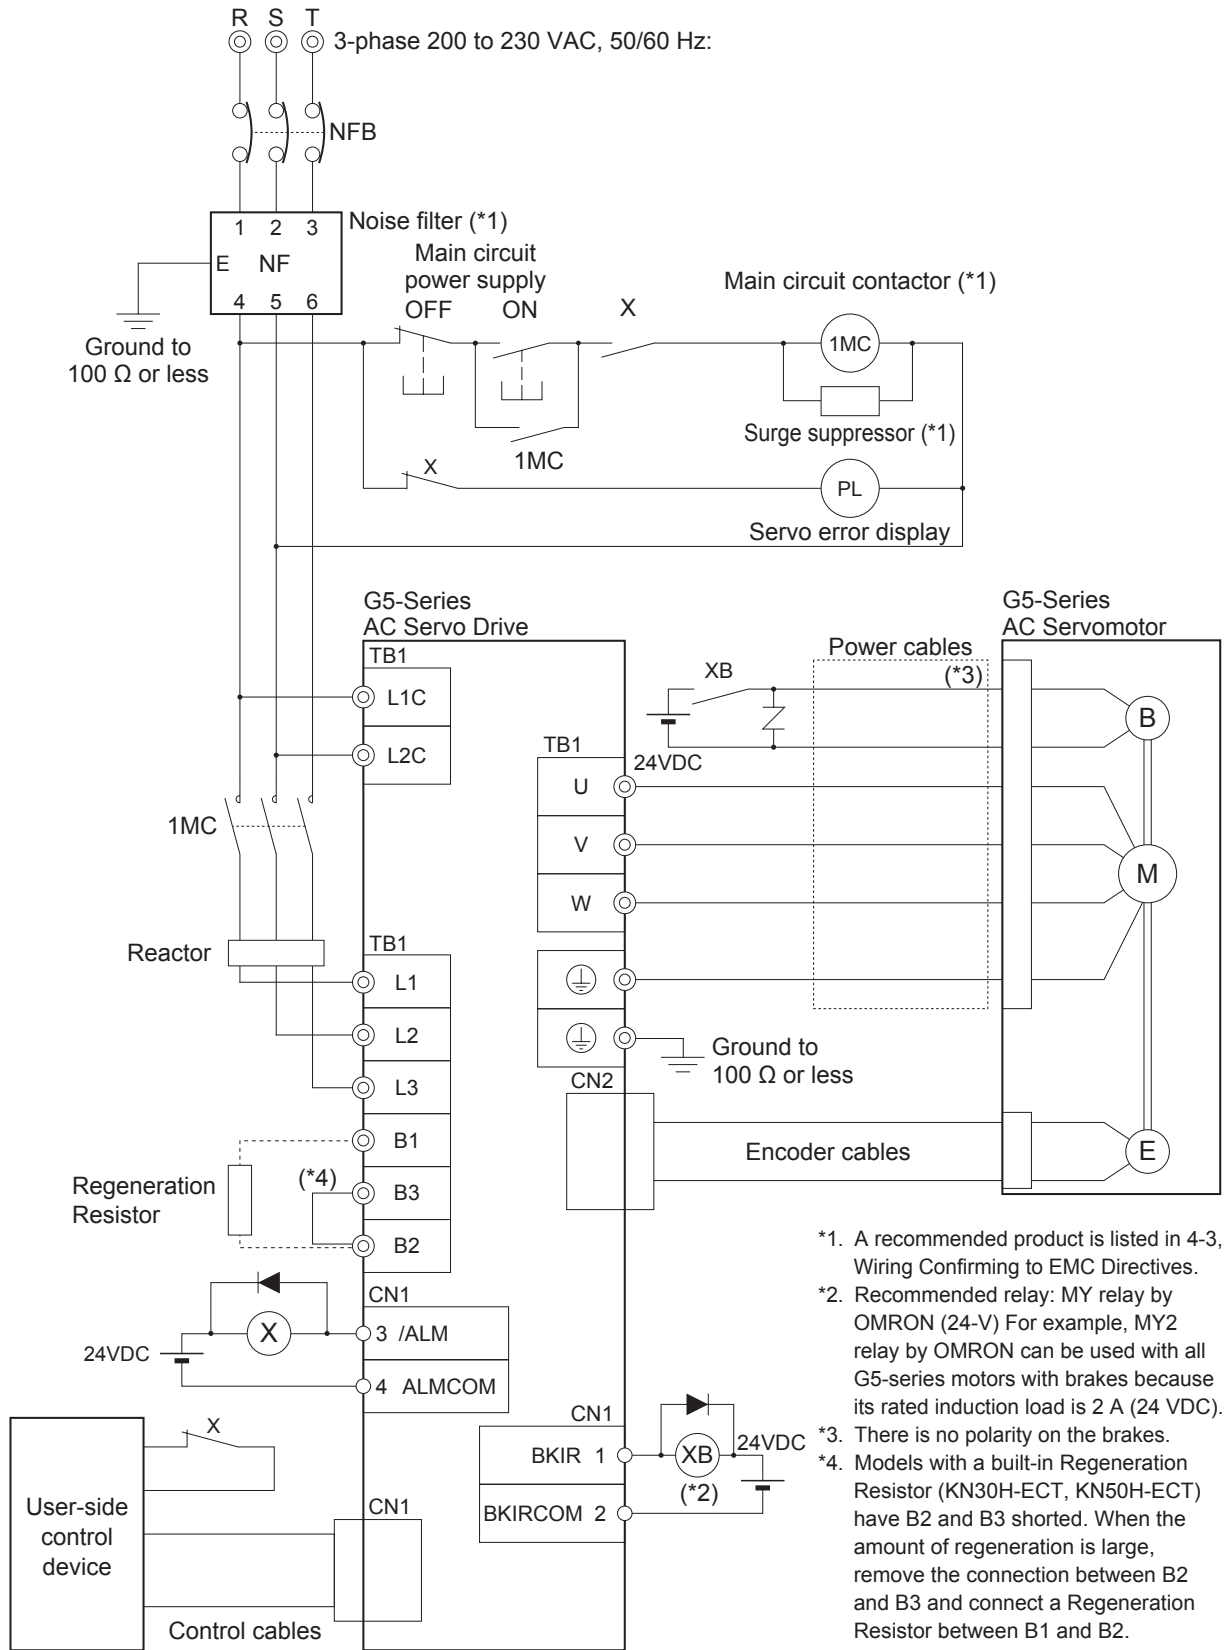 R S T
3-phase 200 to 230 VAC, 50/60 Hz:
NFB
1 2 3
Noise filter (*1)
E NF
4 5 6
Ground to
100 Ω or less
Main circuit
power supply
OFF ON X
Main circuit contactor (*1)
1MC
Surge suppressor (*1)
1MC
X
PL
Servo error display
G5-Series
AC Servo Drive
G5-Series
AC Servomotor
TB1
L1C
L2C
1MC
Reactor
TB1
L1
L2
L3
B1
B3
B2
(*4)
Regeneration
Resistor
TB1
U
V
W
XB
24VDC
Power cables
(*3)
B
M
E
Ground to
100 Ω or less
CN2
Encoder cables
CN1
3 /ALM
4 ALMCOM
X
24VDC
X
User-side
control
device
CN1
Control cables
CN1
BKIR 1
BKIRCOM 2
XB
(*2)
24VDC
*1. A recommended product is listed in 4-3,
Wiring Confirming to EMC Directives.
*2. Recommended relay: MY relay by
OMRON (24-V) For example, MY2
relay by OMRON can be used with all
G5-series motors with brakes because
its rated induction load is 2 A (24 VDC).
*3. There is no polarity on the brakes.
*4. Models with a built-in Regeneration
Resistor (KN30H-ECT, KN50H-ECT)
have B2 and B3 shorted. When the
amount of regeneration is large,
remove the connection between B2
and B3 and connect a Regeneration
Resistor between B1 and B2.